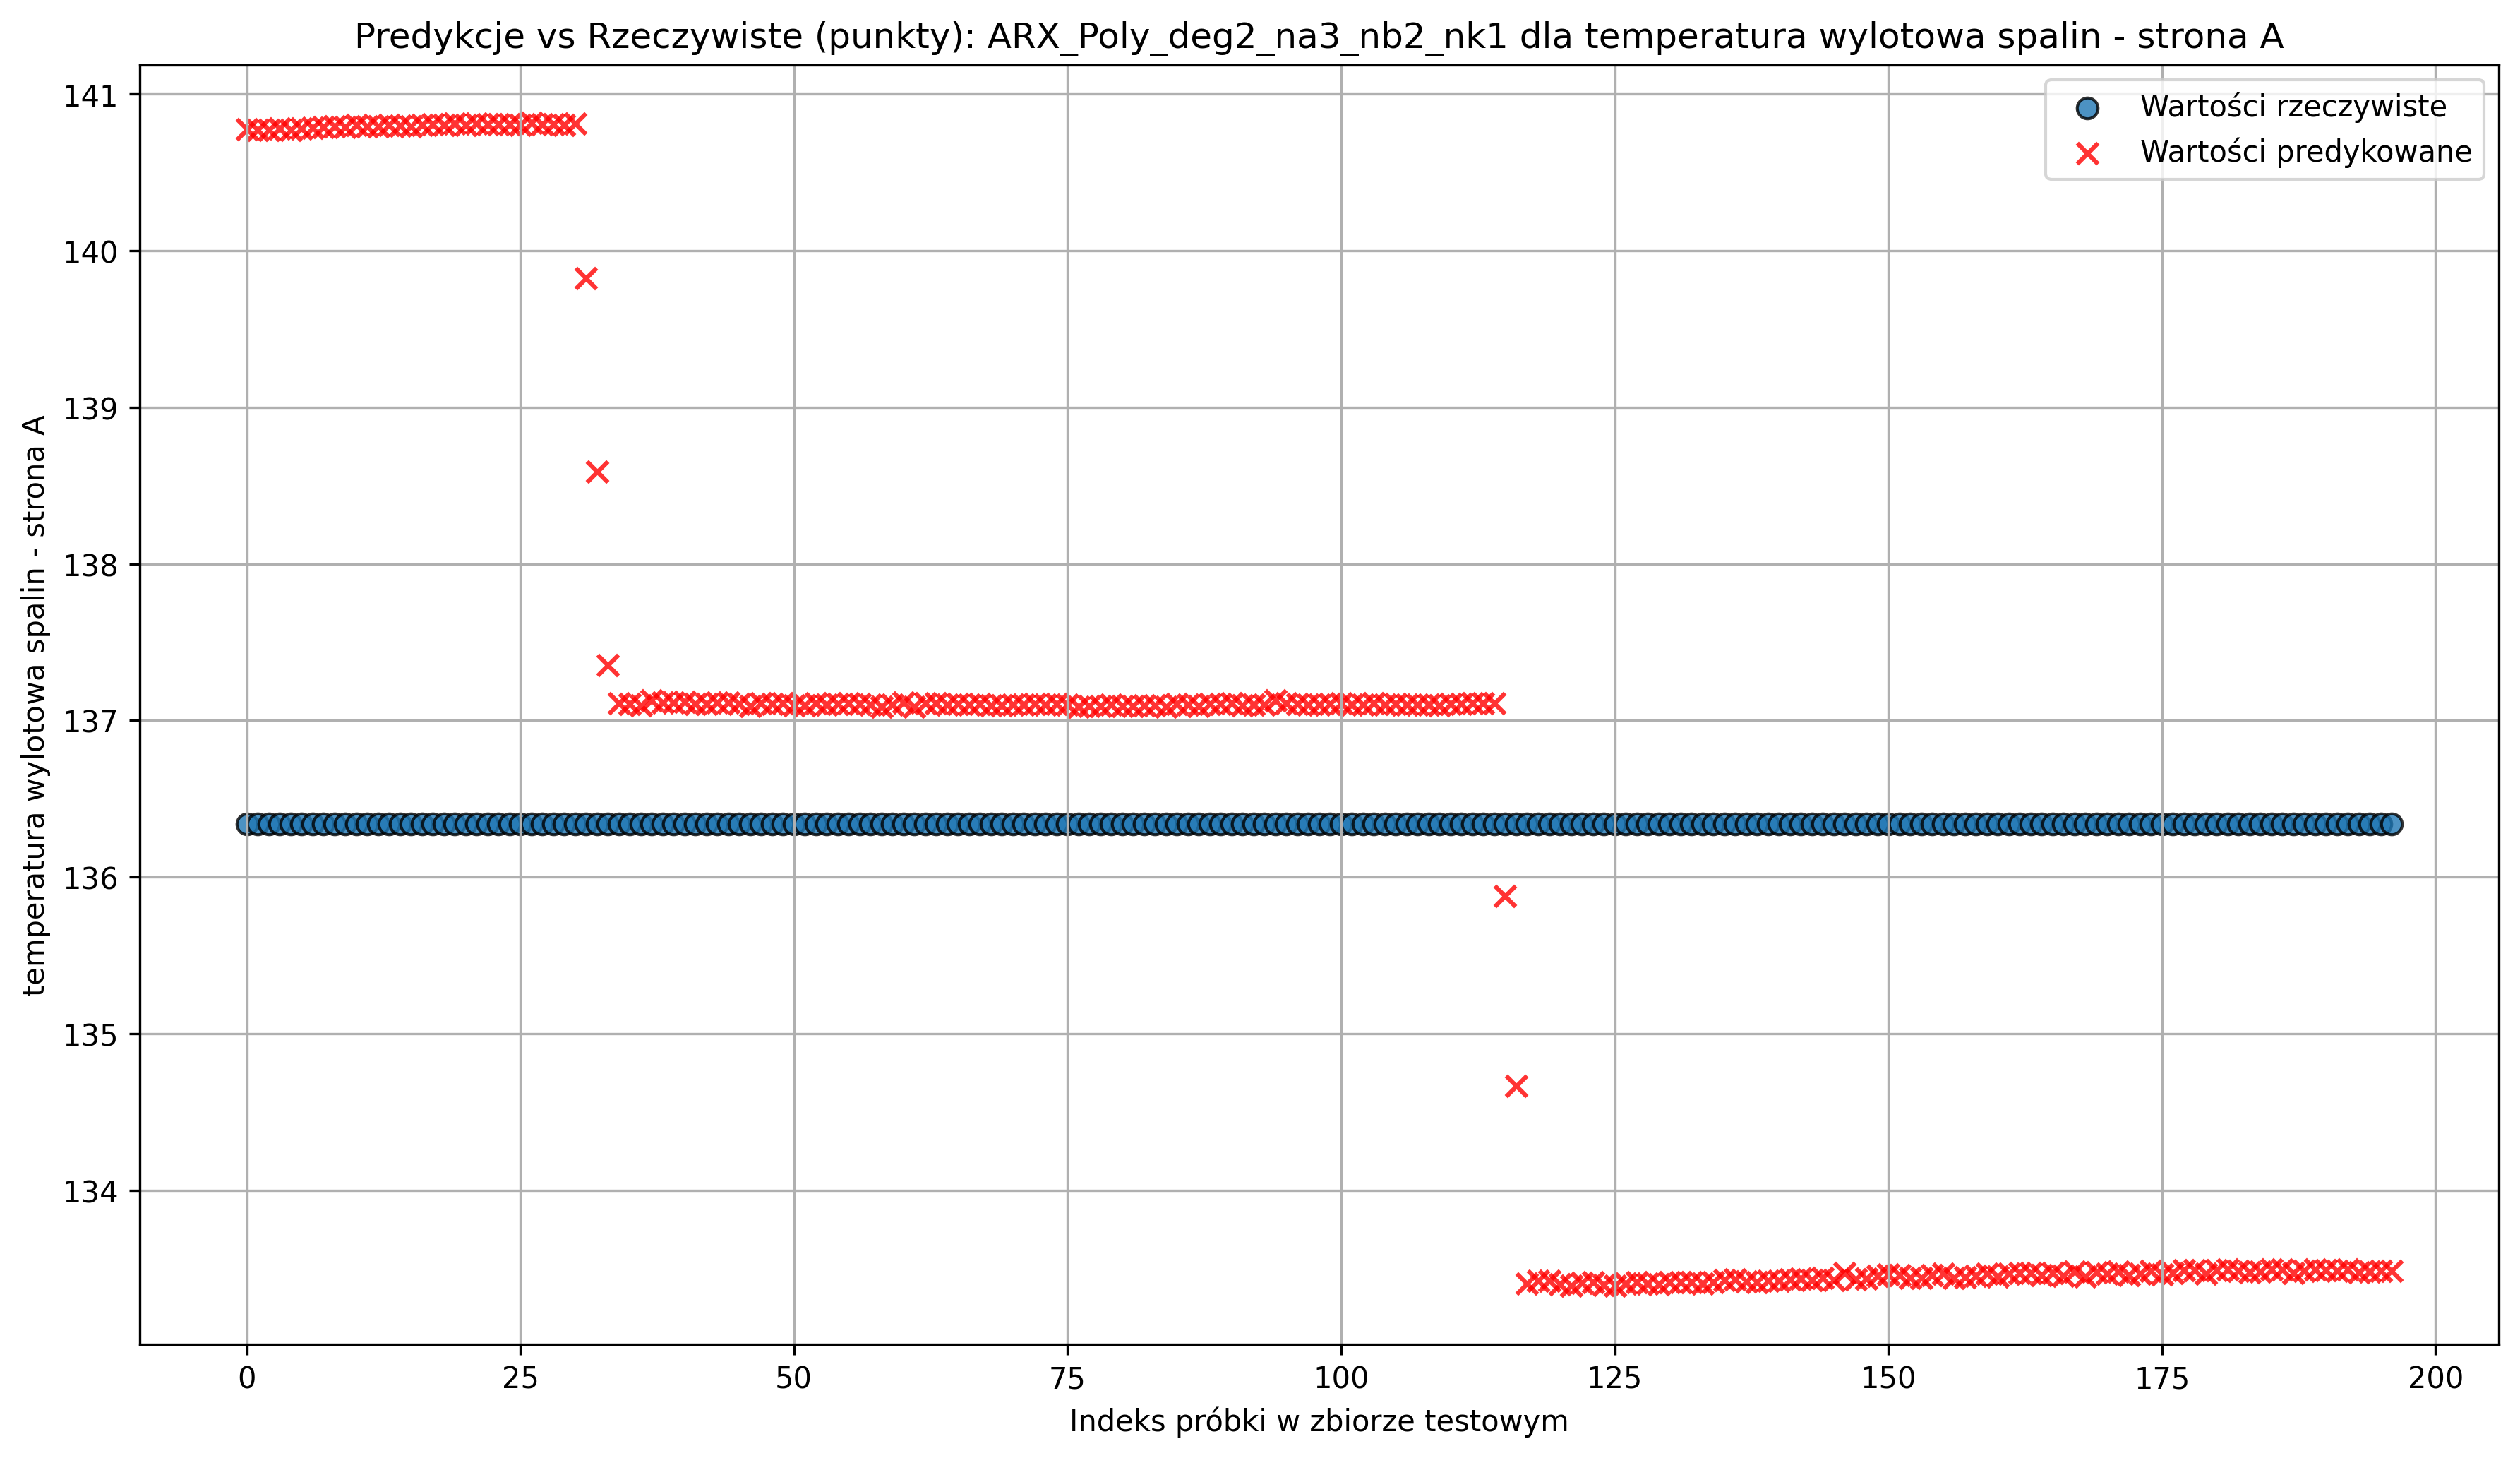 Predykcje vs Rzeczywiste (punkty): ARX_Poly_deg2_na3_nb2_nk1 dla temperatura wylotowa spalin - strona A
Wartości rzeczywiste
Wartości predykowane
temperatura wylotowa spalin - strona A
141
140
139
138
137
136
135
134
0 25 50 75 100 125 150 175 200
Indeks próbki w zbiorze testowym